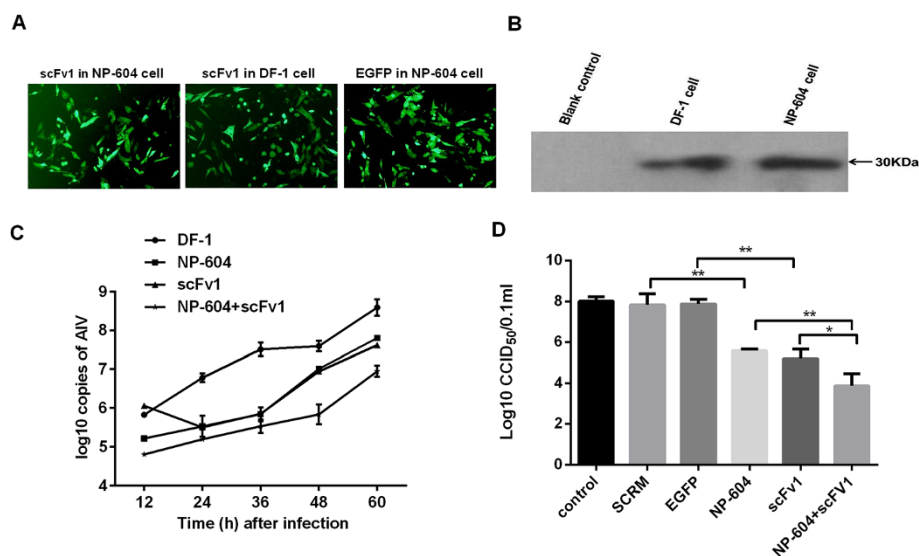 A
scFv1 in NP-604 cell
scFv1 in DF-1 cell
EGFP in NP-604 cell
B
Blank control
DF-1 cell
NP-604 cell
30KDa
C
DF-1
NP-604
scFv1
NP-604+scFv1
log10 copies of AIV
10
9
8
7
6
5
4
12
24
36
48
60
Time (h) after infection
D
Log10 CCID50/0.1ml
10
8
6
4
2
0
**
**
**
*
control
SCRM
EGFP
NP-604
scFv1
NP-604+scFV1